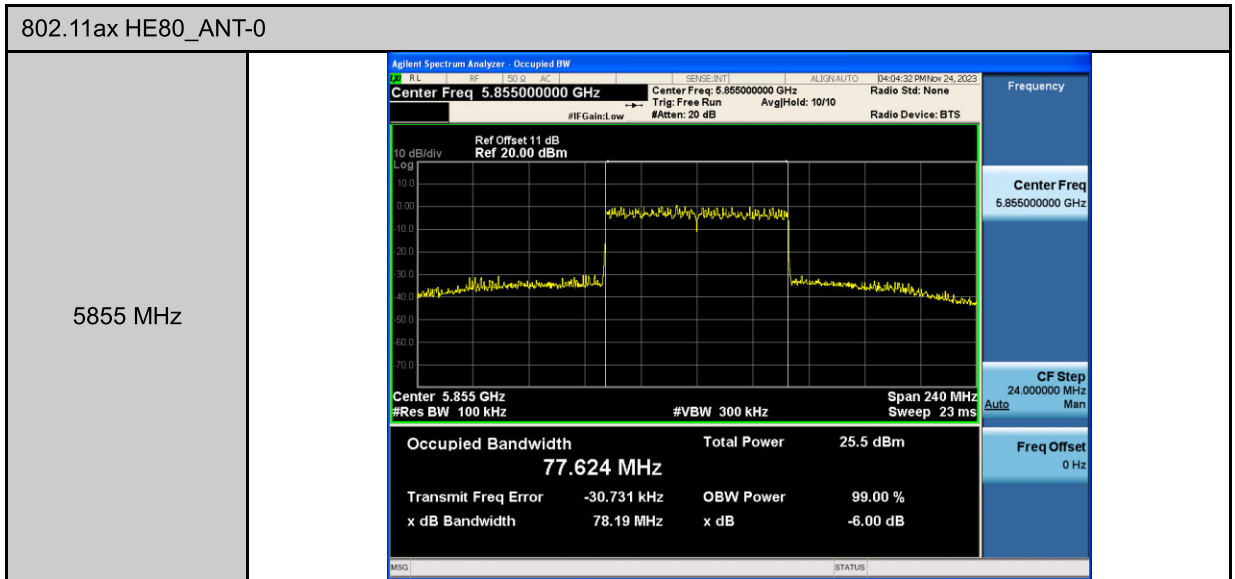 802.11ax HE80_ANT-0
5855 MHz
Agilent Spectrum Analyzer - Occupied BW
LXI RL RF 50 Ω AC SENSE:INT ALIGNAUTO 04:04:32 PM Nov 24, 2023
Center Freq 5.855000000 GHz
Center Freq: 5.855000000 GHz Radio Std: None
Trig: Free Run Avg|Hold: 10/10
#IFGain:Low #Atten: 20 dB Radio Device: BTS
Ref Offset 11 dB
10 dB/div Ref 20.00 dBm
Log
10.0
0.00
-10.0
-20.0
-30.0
-40.0
-50.0
-60.0
-70.0
Center 5.855 GHz Span 240 MHz
#Res BW 100 kHz #VBW 300 kHz Sweep 23 ms
Occupied Bandwidth Total Power 25.5 dBm
77.624 MHz
Transmit Freq Error -30.731 kHz OBW Power 99.00 %
x dB Bandwidth 78.19 MHz x dB -6.00 dB
MSG STATUS
Frequency
Center Freq
5.855000000 GHz
CF Step
24.000000 MHz
Auto Man
Freq Offset
0 Hz